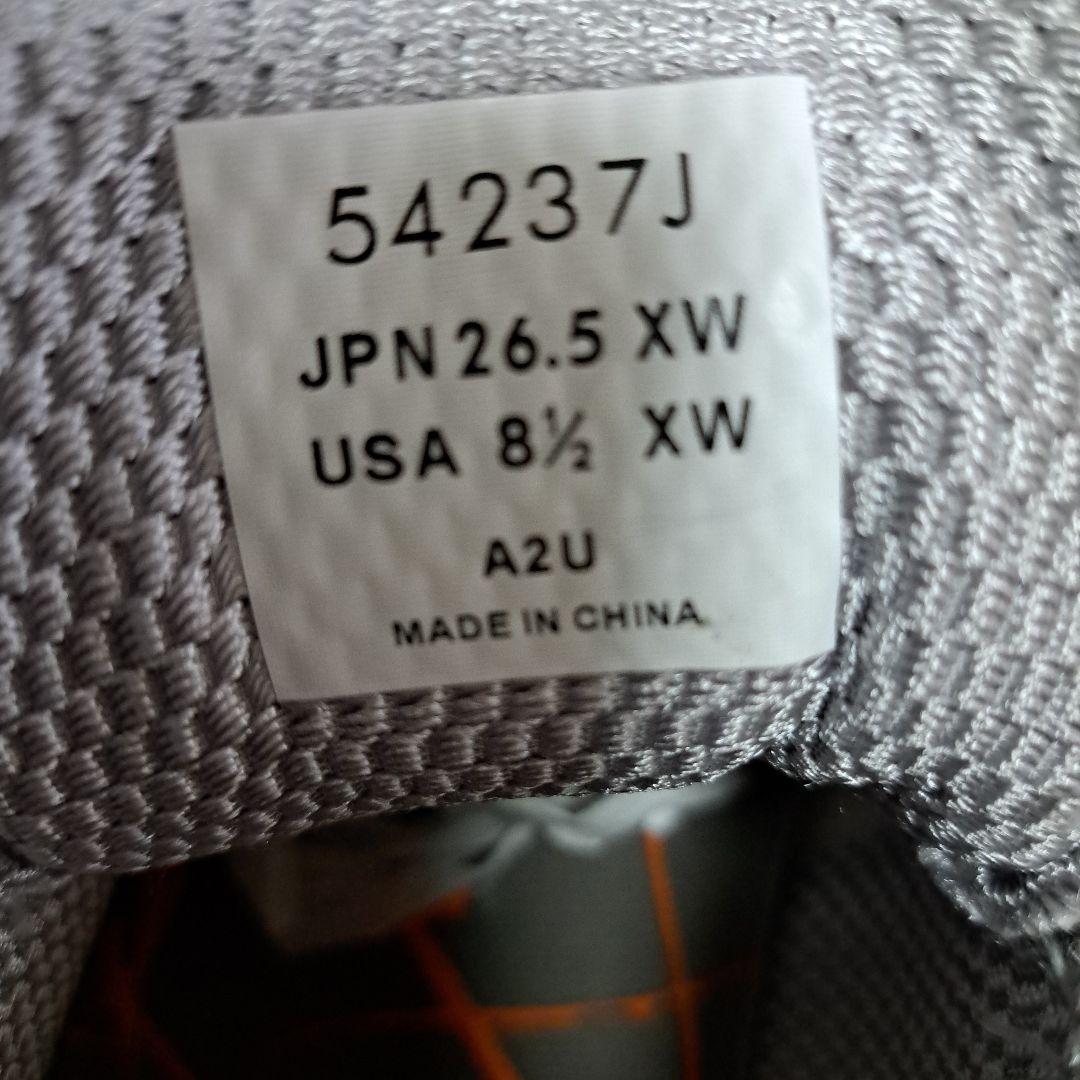 54237J
JPN 26.5 XW
USA 8½ XW
A2U
MADE IN CHINA